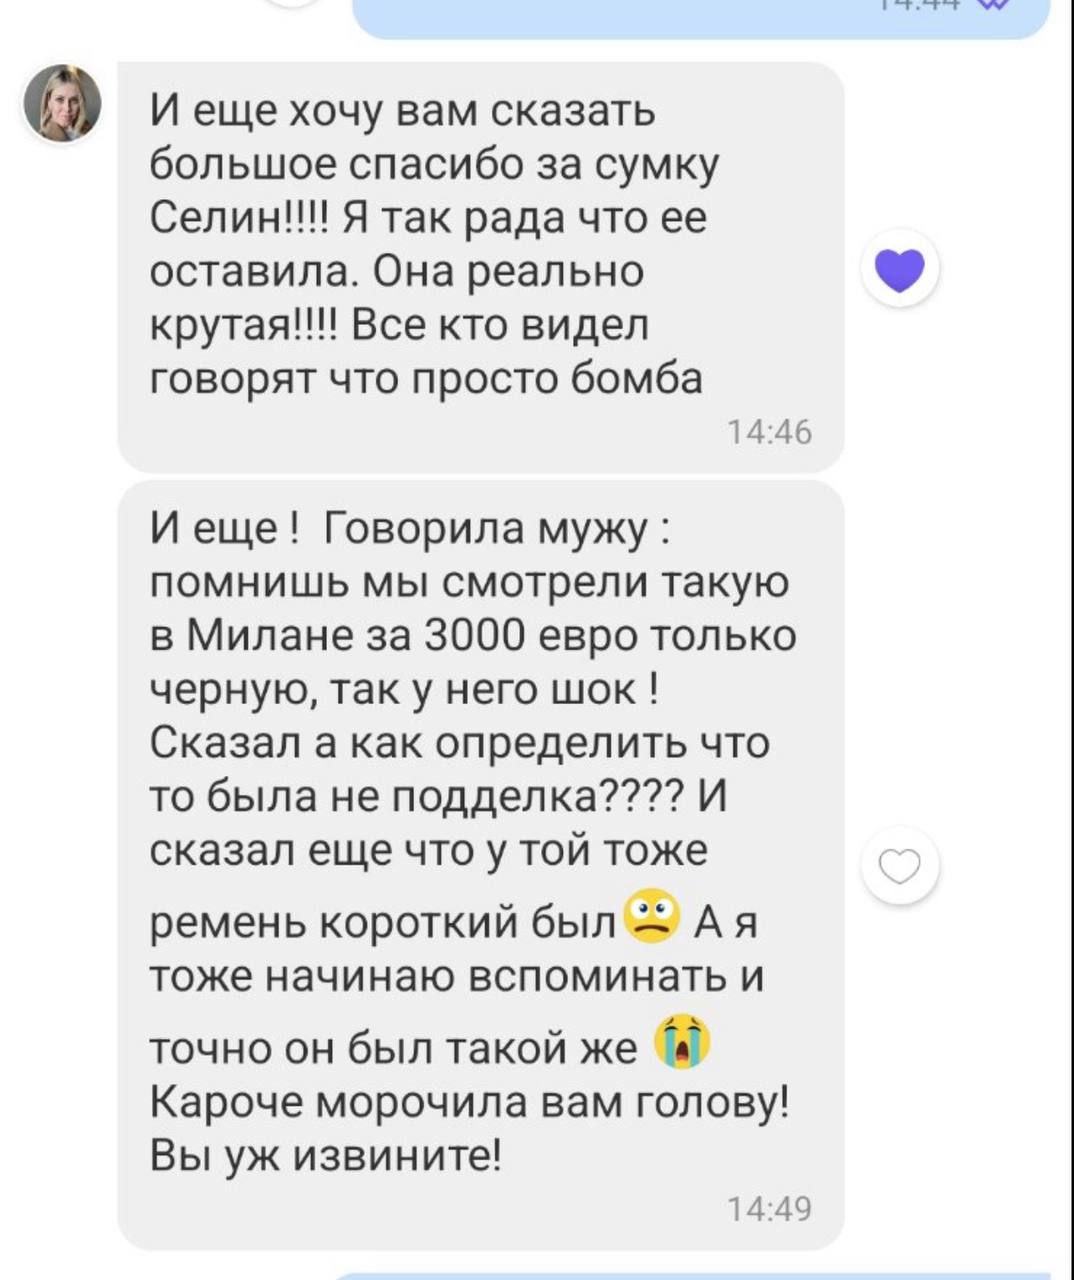 14:44
И еще хочу вам сказать
большое спасибо за сумку
Селин!!!! Я так рада что ее
оставила. Она реально
крутая!!!! Все кто видел
говорят что просто бомба
14:46
И еще !  Говорила мужу :
помнишь мы смотрели такую
в Милане за 3000 евро только
черную, так у него шок !
Сказал а как определить что
то была не подделка???? И
сказал еще что у той тоже
ремень короткий был🙁 А я
тоже начинаю вспоминать и
точно он был такой же 😭
Кароче морочила вам голову!
Вы уж извините!
14:49